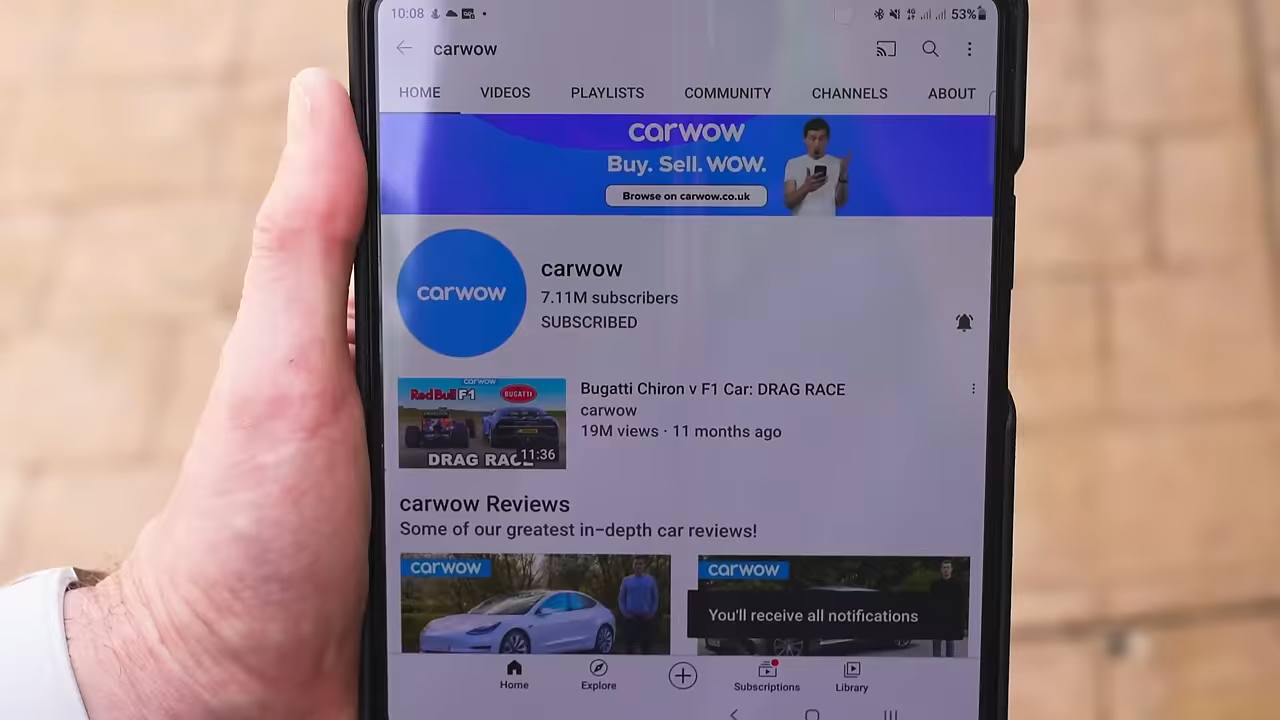 10:08
53%
carwow
HOME VIDEOS PLAYLISTS COMMUNITY CHANNELS ABOUT
carwow
Buy. Sell. WOW.
Browse on carwow.co.uk
carwow
carwow
7.11M subscribers
SUBSCRIBED
carwow
Red Bull F1
BUGATTI
DRAG RACE
11:36
Bugatti Chiron v F1 Car: DRAG RACE
carwow
19M views · 11 months ago
carwow Reviews
Some of our greatest in-depth car reviews!
carwow
carwow
You'll receive all notifications
Home Explore Subscriptions Library